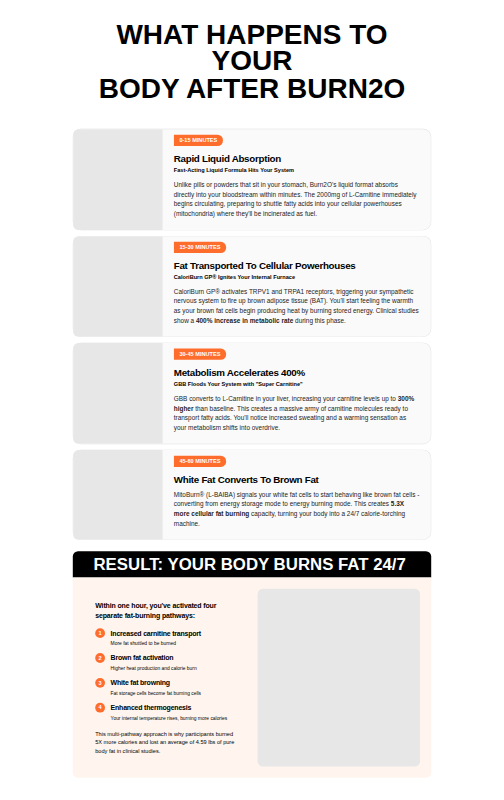 WHAT HAPPENS TO
YOUR
BODY AFTER BURN2O
0-15 MINUTES
Rapid Liquid Absorption
Fast-Acting Liquid Formula Hits Your System
Unlike pills or powders that sit in your stomach, Burn2O's liquid format absorbs
directly into your bloodstream within minutes. The 2000mg of L-Carnitine immediately
begins circulating, preparing to shuttle fatty acids into your cellular powerhouses
(mitochondria) where they'll be incinerated as fuel.
15-30 MINUTES
Fat Transported To Cellular Powerhouses
CaloriBurn GP® Ignites Your Internal Furnace
CaloriBurn GP® activates TRPV1 and TRPA1 receptors, triggering your sympathetic
nervous system to fire up brown adipose tissue (BAT). You'll start feeling the warmth
as your brown fat cells begin producing heat by burning stored energy. Clinical studies
show a 400% increase in metabolic rate during this phase.
30-45 MINUTES
Metabolism Accelerates 400%
GBB Floods Your System with "Super Carnitine"
GBB converts to L-Carnitine in your liver, increasing your carnitine levels up to 300%
higher than baseline. This creates a massive army of carnitine molecules ready to
transport fatty acids. You'll notice increased sweating and a warming sensation as
your metabolism shifts into overdrive.
45-60 MINUTES
White Fat Converts To Brown Fat
MitoBurn® (L-BAIBA) signals your white fat cells to start behaving like brown fat cells -
converting from energy storage mode to energy burning mode. This creates 5.3X
more cellular fat burning capacity, turning your body into a 24/7 calorie-torching
machine.
RESULT: YOUR BODY BURNS FAT 24/7
Within one hour, you've activated four
separate fat-burning pathways:
1 Increased carnitine transport
More fat shuttled to be burned
2 Brown fat activation
Higher heat production and calorie burn
3 White fat browning
Fat storage cells become fat burning cells
4 Enhanced thermogenesis
Your internal temperature rises, burning more calories
This multi-pathway approach is why participants burned
5X more calories and lost an average of 4.59 lbs of pure
body fat in clinical studies.